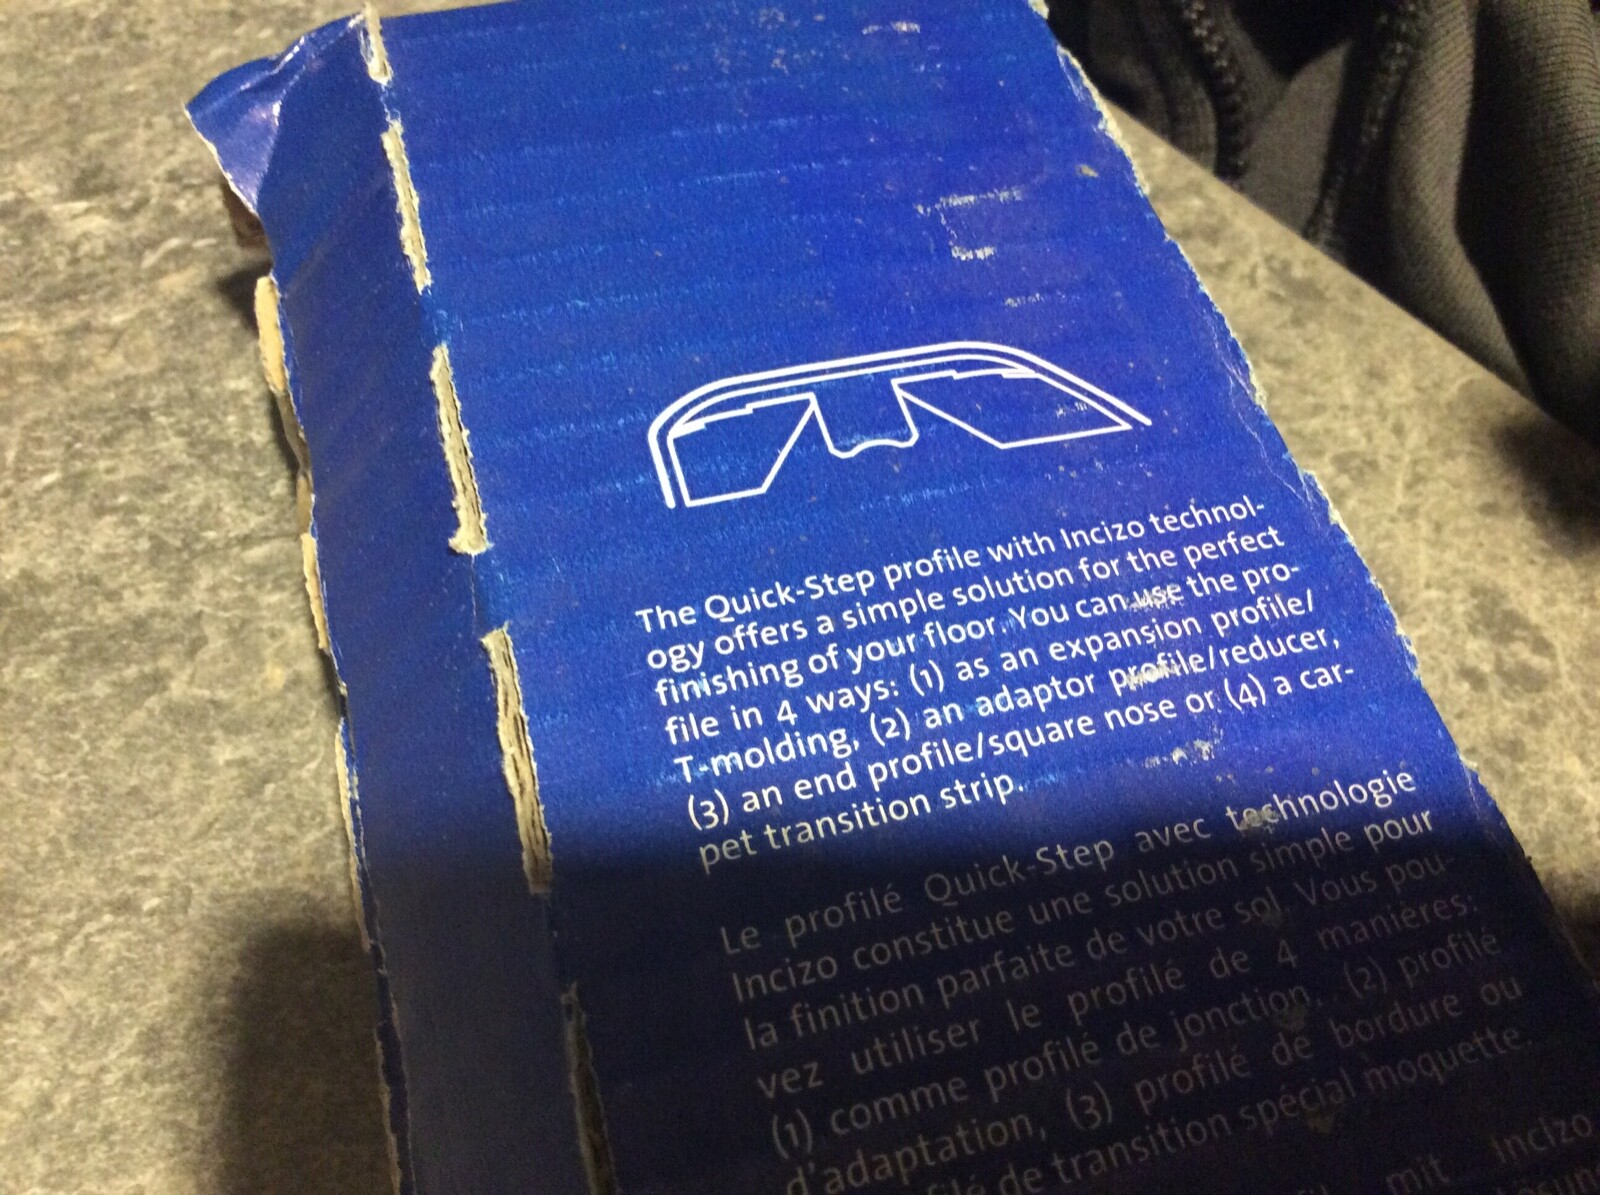 The Quick-Step profile with Incizo technol-
ogy offers a simple solution for the perfect
finishing of your floor. You can use the pro-
file in 4 ways: (1) as an expansion profile/
T-molding, (2) an adaptor profile/reducer,
(3) an end profile/square nose or (4) a car-
pet transition strip.
Le profilé Quick-Step avec technologie
Incizo constitue une solution simple pour
la finition parfaite de votre sol. Vous pou-
vez utiliser le profilé de 4 manières:
(1) comme profilé de jonction, (2) profilé
d'adaptation, (3) profilé de bordure ou
filé de transition spécial moquette.
mit Incizo